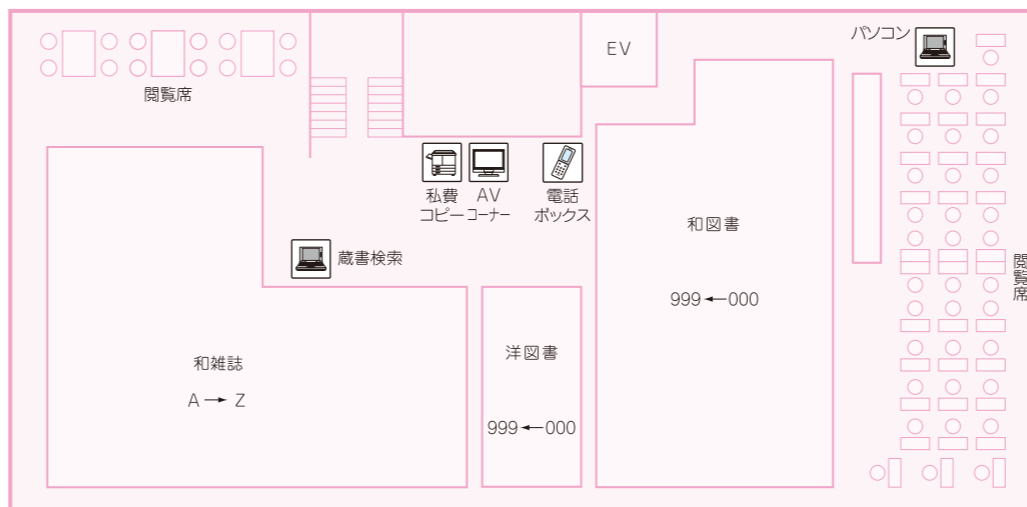 EV
パソコン
閲覧席
私費
コピー
AV
コーナー
電話
ボックス
和図書
蔵書検索
閲覧席
999←000
和雑誌
洋図書
A→Z
999←000